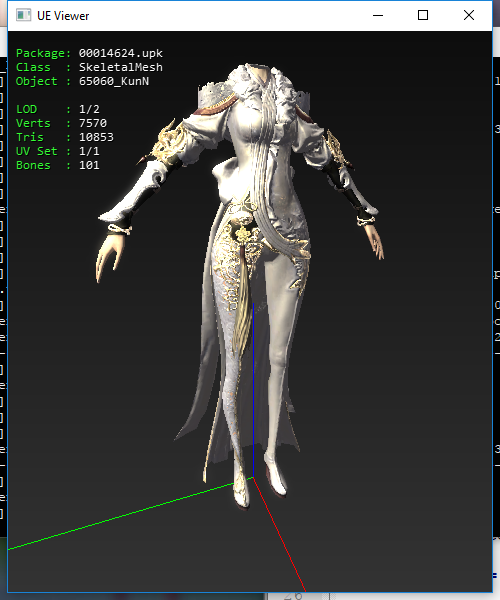 UE Viewer
Package: 00014624.upk
Class : SkeletalMesh
Object : 65060_KunN
LOD : 1/2
Verts : 7570
Tris : 10853
UV Set : 1/1
Bones : 101